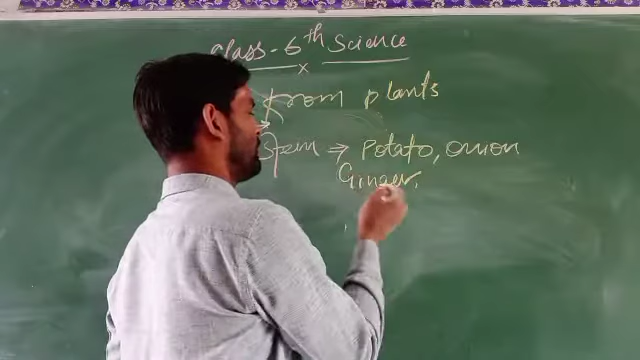 Class - 6th Science
x
From plants
Stem → Potato, onion
Ginger,